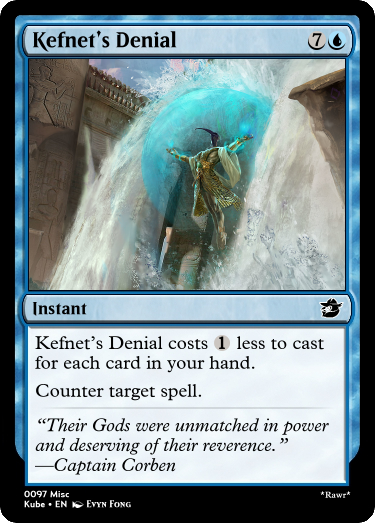 Kefnet's Denial 7
Instant
Kefnet's Denial costs 1 less to cast
for each card in your hand.
Counter target spell.
"Their Gods were unmatched in power
and deserving of their reverence."
—Captain Corben
0097 Misc
Kube • EN Evyn Fong
*Rawr*